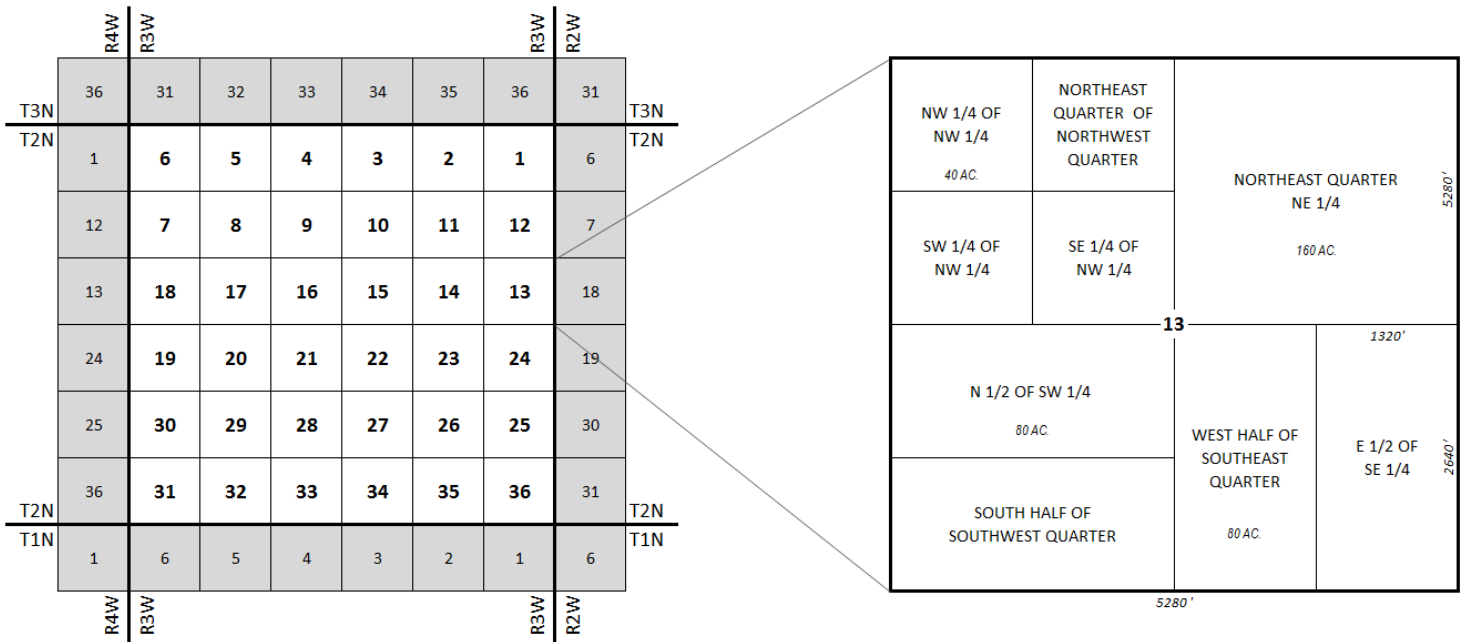 R4W R3W R3W R2W
36 31 32 33 34 35 36 31
T3N T3N
T2N T2N
1 6 5 4 3 2 1 6
12 7 8 9 10 11 12 7
13 18 17 16 15 14 13 18
24 19 20 21 22 23 24 19
25 30 29 28 27 26 25 30
36 31 32 33 34 35 36 31
T2N T2N
T1N T1N
1 6 5 4 3 2 1 6
R4W R3W R3W R2W
NW 1/4 OF
NW 1/4
40 AC.
NORTHEAST
QUARTER OF
NORTHWEST
QUARTER
NORTHEAST QUARTER
NE 1/4
160 AC.
5280'
SW 1/4 OF
NW 1/4
SE 1/4 OF
NW 1/4
13
1320'
N 1/2 OF SW 1/4
80 AC.
WEST HALF OF
SOUTHEAST
QUARTER
80 AC.
E 1/2 OF
SE 1/4
2640'
SOUTH HALF OF
SOUTHWEST QUARTER
5280'